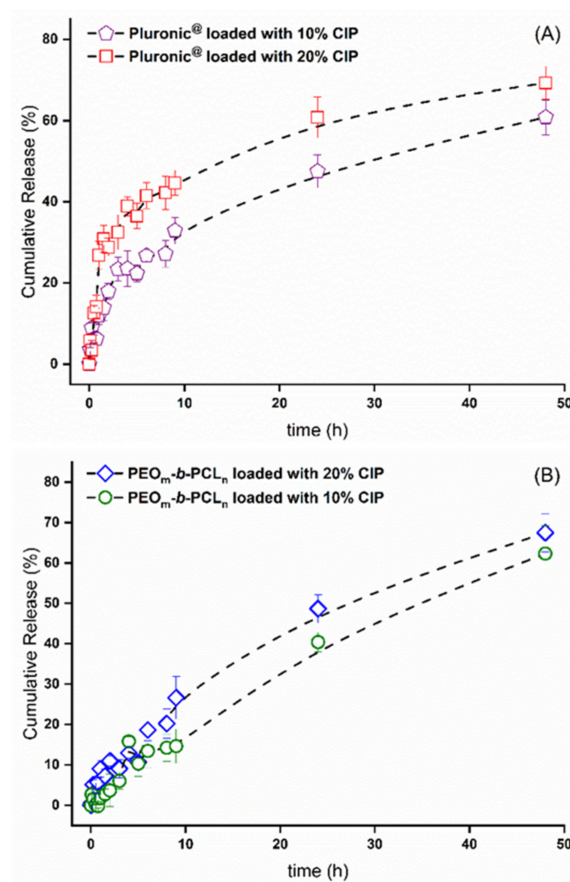 (A)
Pluronic@ loaded with 10% CIP
Pluronic@ loaded with 20% CIP
Cumulative Release (%)
80
60
40
20
0
0 10 20 30 40 50
time (h)
(B)
PEOm-b-PCLn loaded with 20% CIP
PEOm-b-PCLn loaded with 10% CIP
Cumulative Release (%)
80
70
60
50
40
30
20
10
0
0 10 20 30 40 50
time (h)